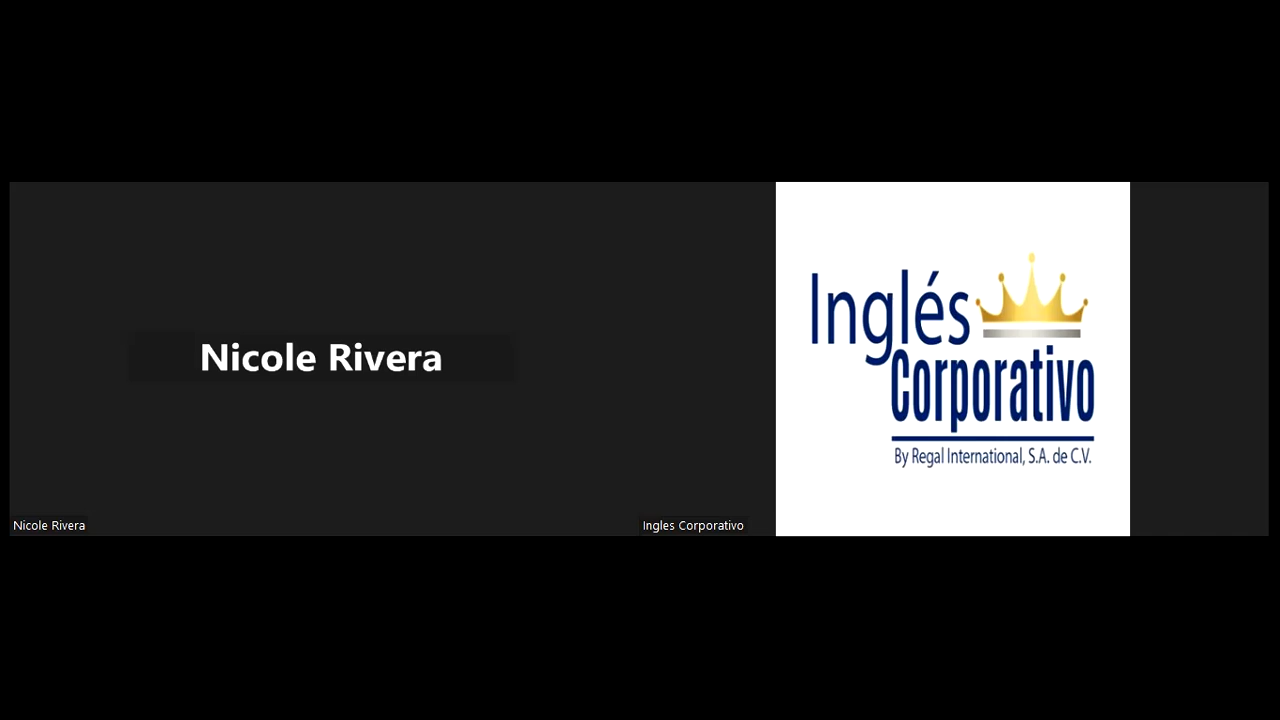 Nicole Rivera
Nicole Rivera
Inglés
Corporativo
By Regal International, S.A. de C.V.
Ingles Corporativo